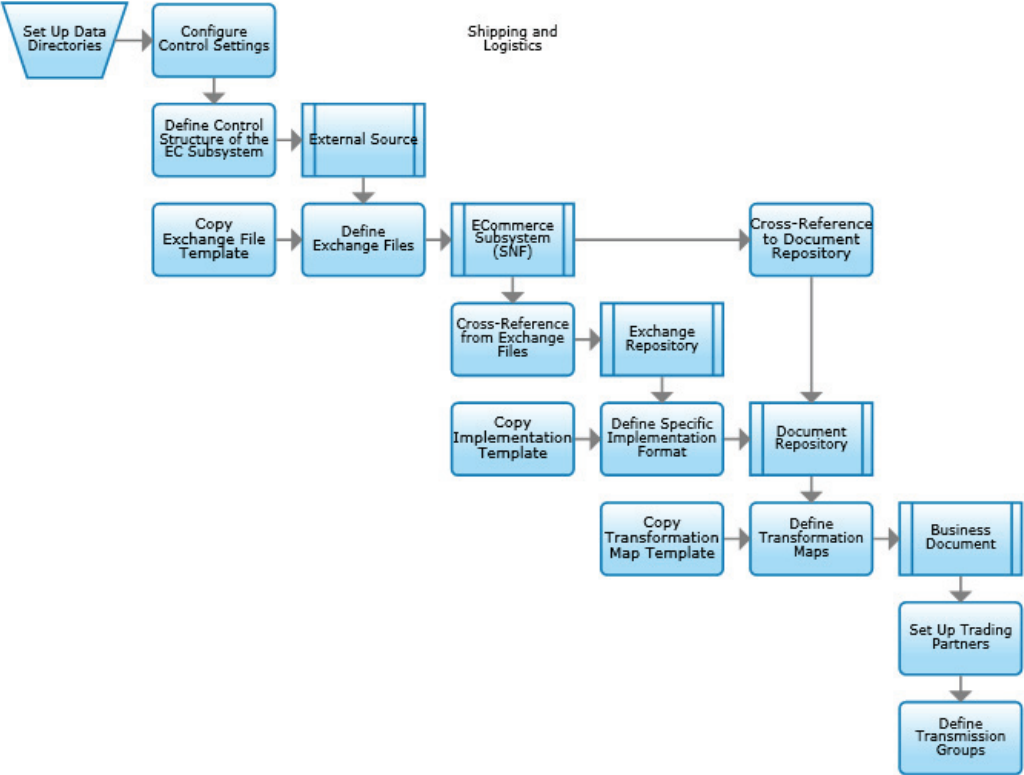 Set Up Data
Directories
Configure
Control Settings
Shipping and
Logistics
Define Control
Structure of the
EC Subsystem
External Source
Copy
Exchange File
Template
Define
Exchange Files
ECommerce
Subsystem
(SNF)
Cross-Reference
to Document
Repository
Cross-Reference
from Exchange
Files
Exchange
Repository
Copy
Implementation
Template
Define Specific
Implementation
Format
Document
Repository
Copy
Transformation
Map Template
Define
Transformation
Maps
Business
Document
Set Up Trading
Partners
Define
Transmission
Groups